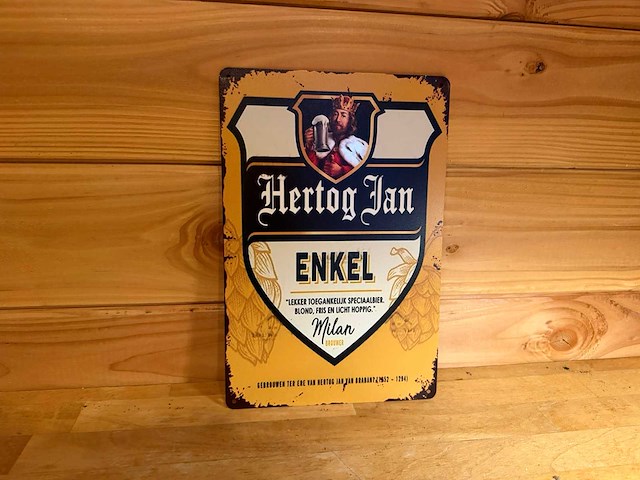 Hertog Jan
ENKEL
"LEKKER TOEGANKELIJK SPECIAALBIER.
BLOND, FRIS EN LICHT HOPPIG."
Milan
BROUWER
GEBROUWEN TER ERE VAN HERTOG JAN VAN BRABANT (1252 - 1294)